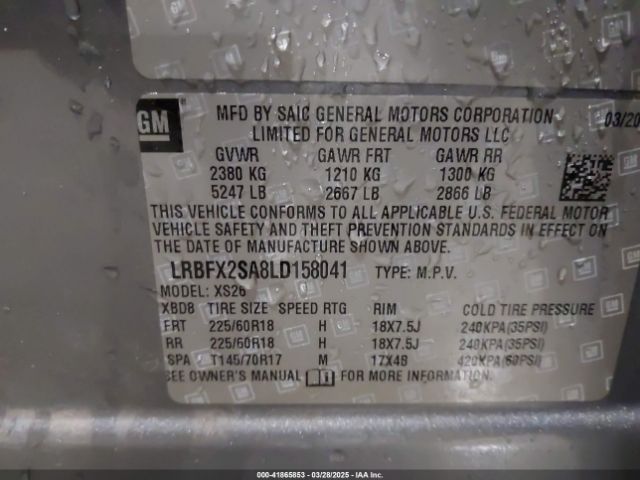 GM
MFD BY SAIC GENERAL MOTORS CORPORATION 03/20
LIMITED FOR GENERAL MOTORS LLC
GVWR GAWR FRT GAWR RR
2380 KG 1210 KG 1300 KG
5247 LB 2667 LB 2866 LB
THIS VEHICLE CONFORMS TO ALL APPLICABLE U.S. FEDERAL MOTOR
VEHICLE SAFETY AND THEFT PREVENTION STANDARDS IN EFFECT ON
THE DATE OF MANUFACTURE SHOWN ABOVE.
LRBFX2SA8LD158041 TYPE: M.P.V.
MODEL: XS26
XBD8 TIRE SIZE SPEED RTG RIM COLD TIRE PRESSURE
FRT 225/60R18 H 18X7.5J 240KPA(35PSI)
RR 225/60R18 H 18X7.5J 240KPA(35PSI)
SPA T145/70R17 M 17X4B 420KPA(60PSI)
SEE OWNER'S MANUAL FOR MORE INFORMATION.
000-41865853 | 03/28/2025 - IAA Inc.